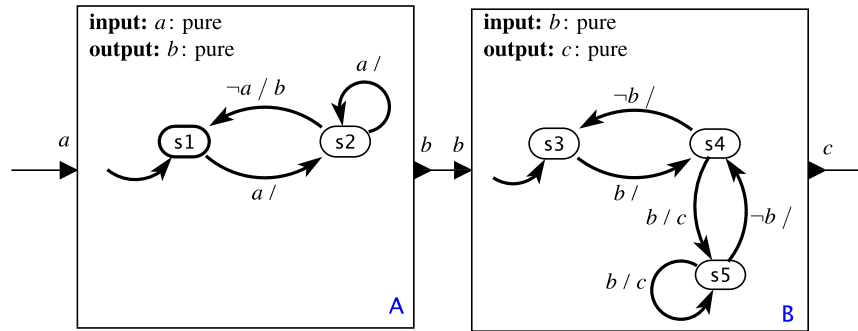 input: a: pure
output: b: pure
a /
¬a / b
s1
s2
a /
a
b
A
input: b: pure
output: c: pure
¬b /
s3
s4
b /
b / c
¬b /
s5
b / c
b
c
B